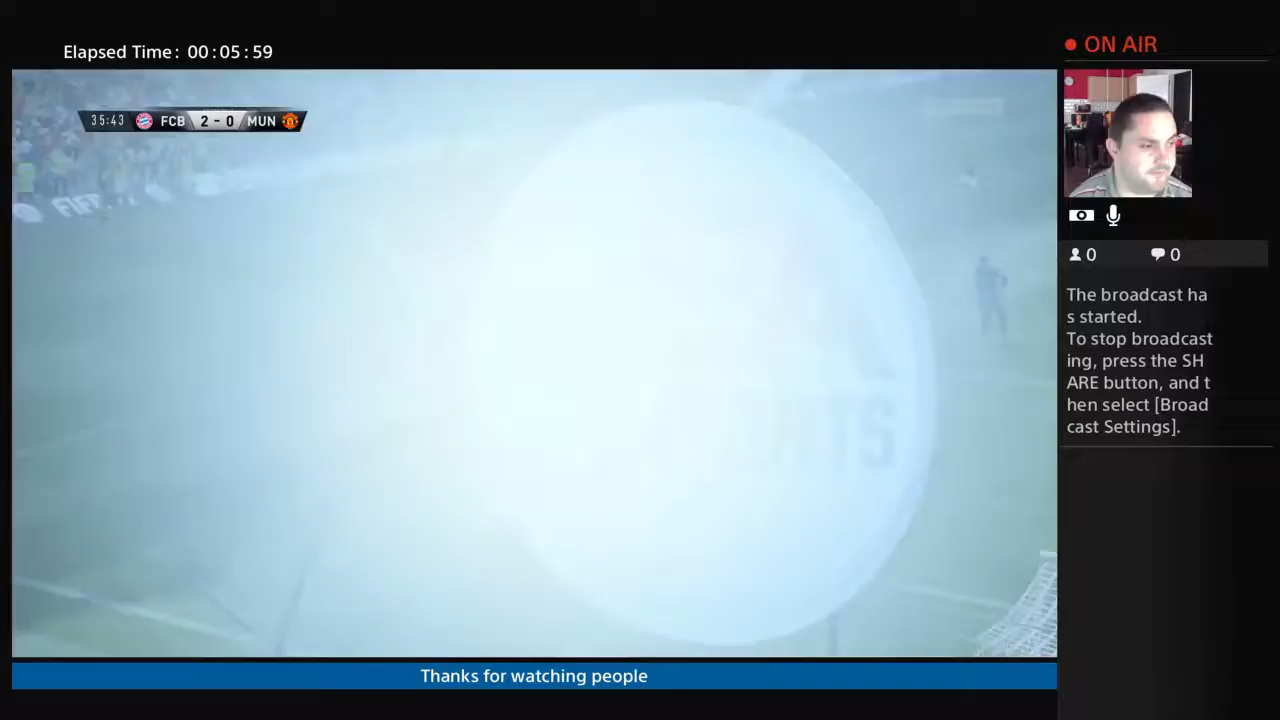 Elapsed Time: 00:05:59
ON AIR
35:43 FCB 2 - 0 MUN
FIF
0 0
The broadcast ha
s started.
To stop broadcast
ing, press the SH
ARE button, and t
hen select [Broad
cast Settings].
Thanks for watching people